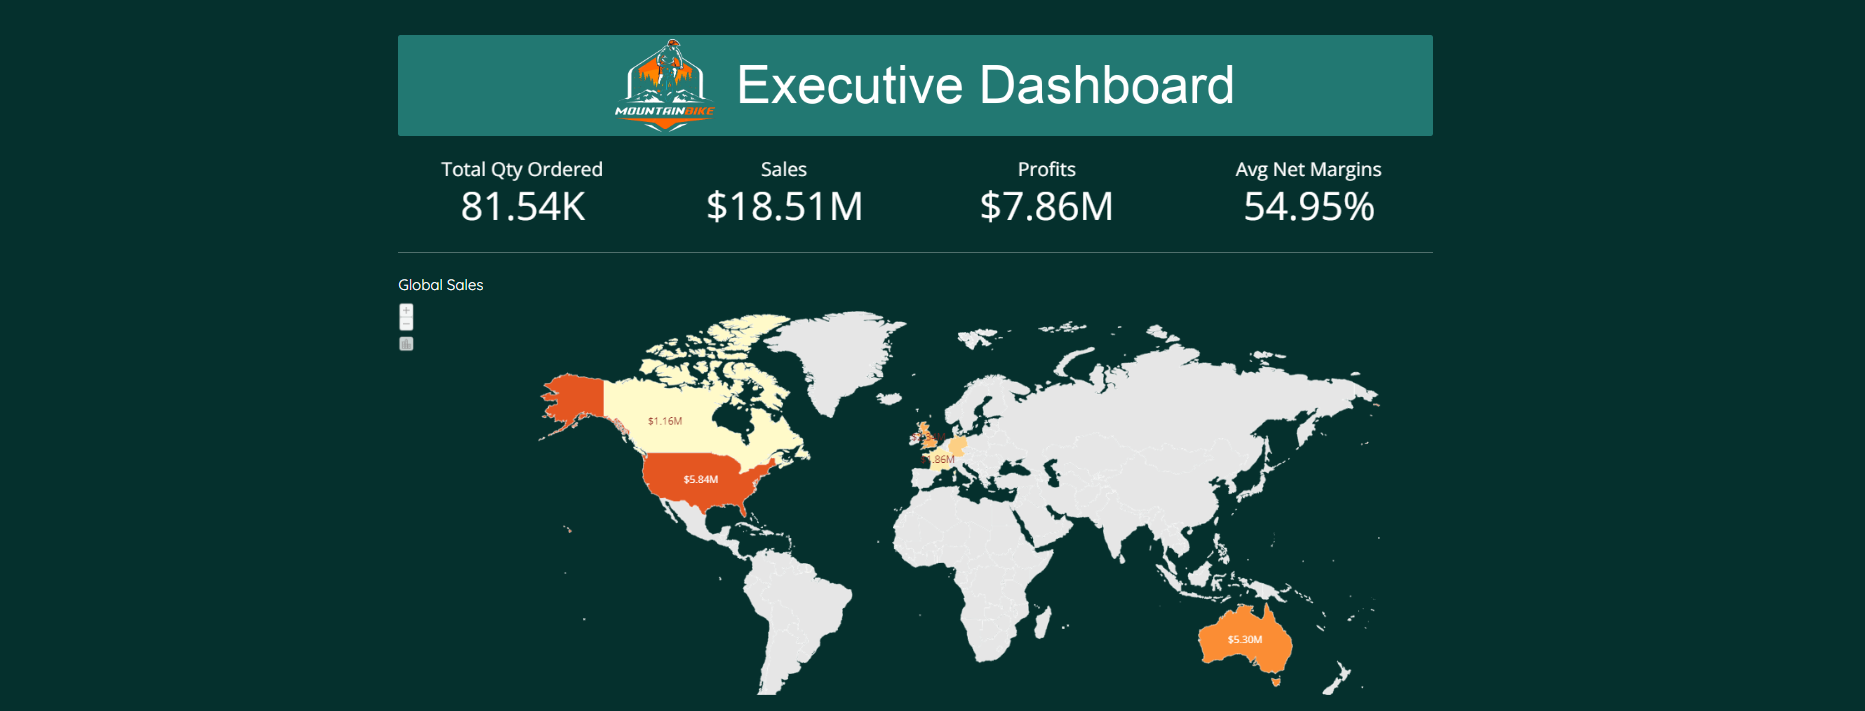 MOUNTAINBIKE
Executive Dashboard
Total Qty Ordered
81.54K
Sales
$18.51M
Profits
$7.86M
Avg Net Margins
54.95%
Global Sales
+
−
$1.16M
$5.84M
$5.30M